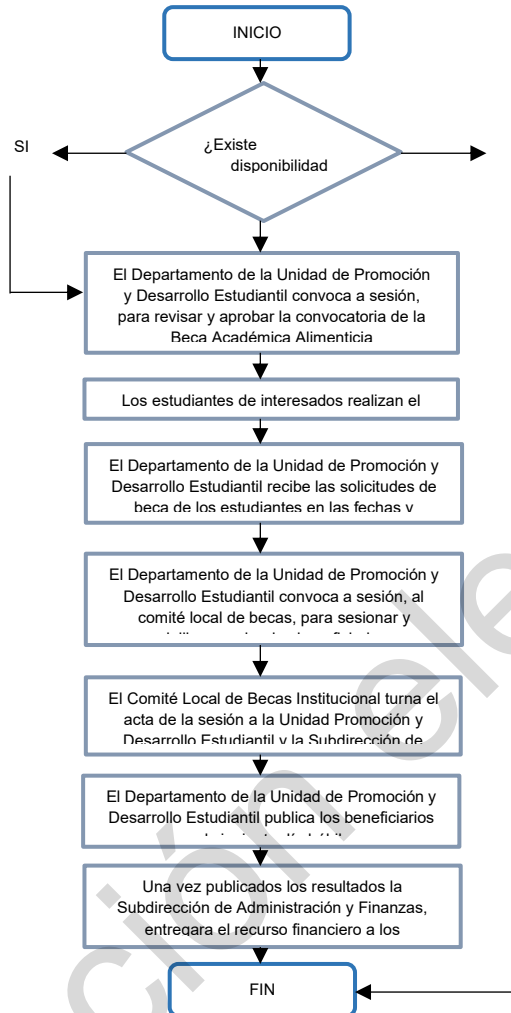 INICIO
SI
¿Existe
disponibilidad
El Departamento de la Unidad de Promoción
y Desarrollo Estudiantil convoca a sesión,
para revisar y aprobar la convocatoria de la
Beca Académica Alimenticia
Los estudiantes de interesados realizan el
El Departamento de la Unidad de Promoción y
Desarrollo Estudiantil recibe las solicitudes de
beca de los estudiantes en las fechas y
El Departamento de la Unidad de Promoción y
Desarrollo Estudiantil convoca a sesión, al
comité local de becas, para sesionar y
El Comité Local de Becas Institucional turna el
acta de la sesión a la Unidad Promoción y
Desarrollo Estudiantil y la Subdirección de
El Departamento de la Unidad de Promoción y
Desarrollo Estudiantil publica los beneficiarios
Una vez publicados los resultados la
Subdirección de Administración y Finanzas,
entregara el recurso financiero a los
FIN